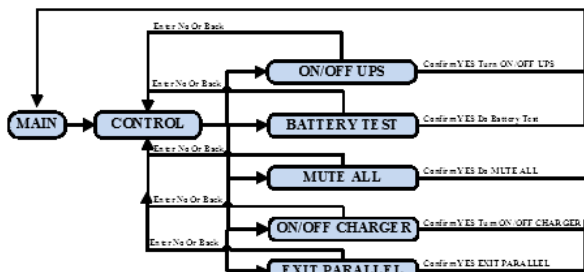 Enter No Or Back
ON/OFF UPS
Confirm YES Turn ON/OFF UPS
Enter No Or Back
MAIN
CONTROL
BATTERY TEST
Confirm YES Do Battery Test
Enter No Or Back
MUTE ALL
Confirm YES Do MUTE ALL
Enter No Or Back
ON/OFF CHARGER
Confirm YES Turn ON/OFF CHARGER
Enter No Or Back
EXIT PARALLEL
Confirm YES EXIT PARALLEL